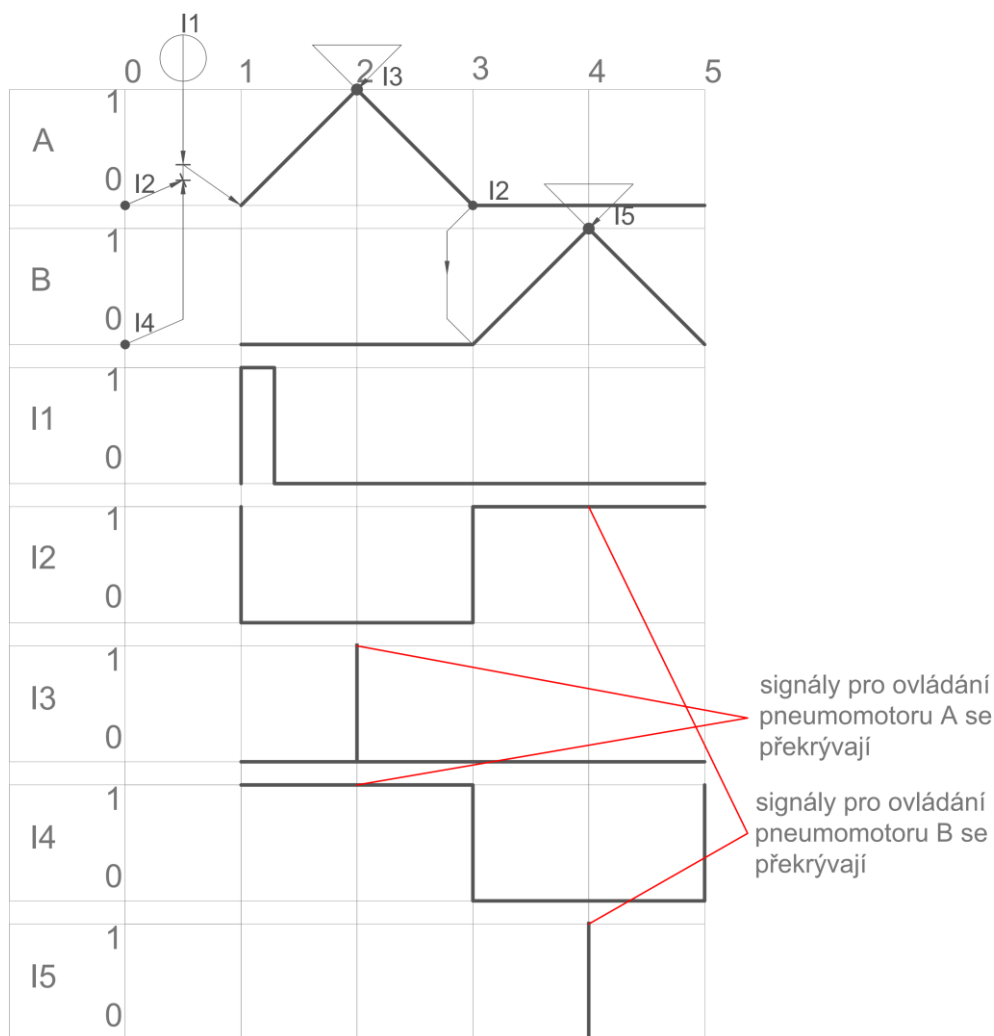 I1
0 1 2 3 4 5
I3
1
A
0
I2
I2
I5
1
B
0
I4
1
I1
0
1
I2
0
1
I3
0
signály pro ovládání
pneumomotoru A se
překrývají
1
I4
0
signály pro ovládání
pneumomotoru B se
překrývají
1
I5
0